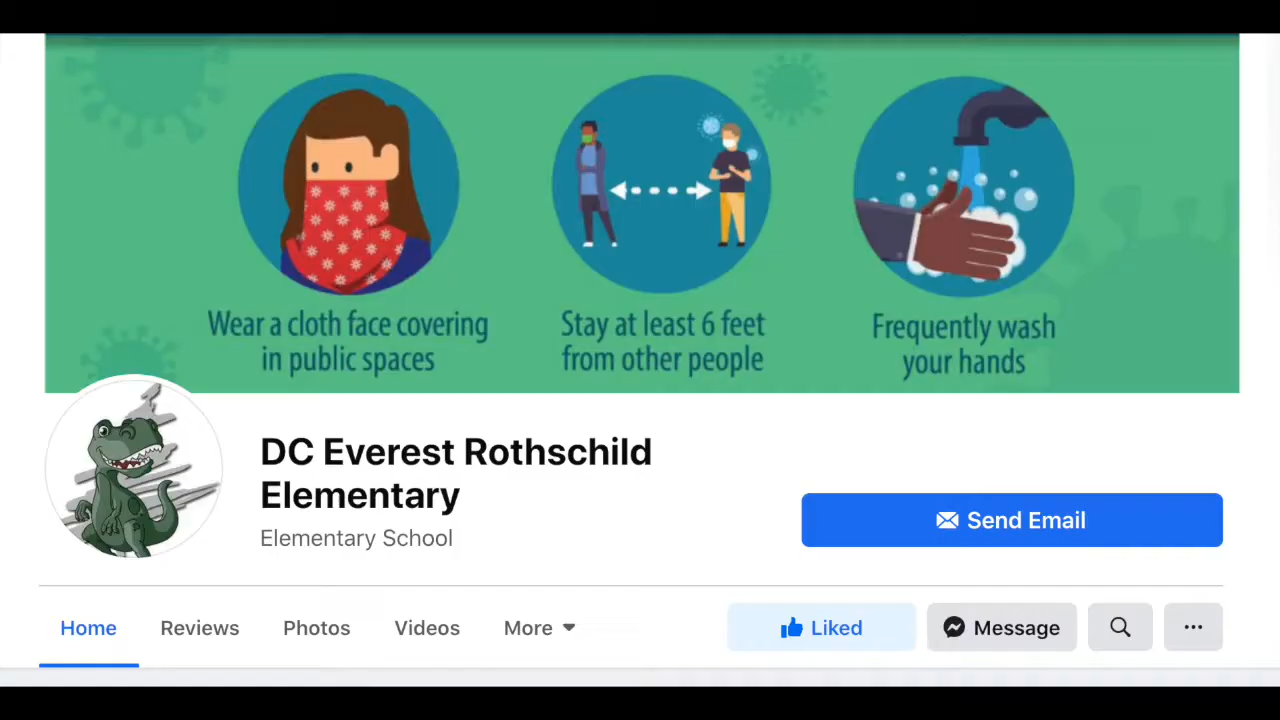 Wear a cloth face covering
in public spaces
Stay at least 6 feet
from other people
Frequently wash
your hands
DC Everest Rothschild
Elementary
Elementary School
Send Email
Home Reviews Photos Videos More Liked Message